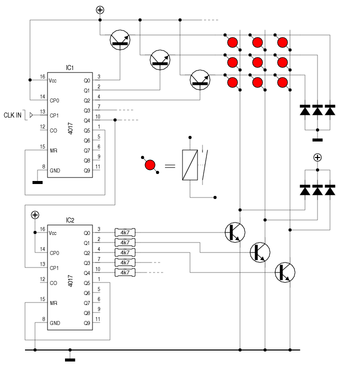 IC1
16 Vcc Q0 3
Q1 2
14 CP0 Q2 4
Q3 7
CLK IN 13 CP1 Q4 10
4017
12 CO Q5 1
Q6 5
15 MR Q7 6
Q8 9
8 GND Q9 11
IC2
16 Vcc Q0 3 4k7
Q1 2 4k7
14 CP0 Q2 4 4k7
Q3 7 4k7
13 CP1 Q4 10 4k7
4017
12 CO Q5 1
Q6 5
15 MR Q7 6
Q8 9
8 GND Q9 11